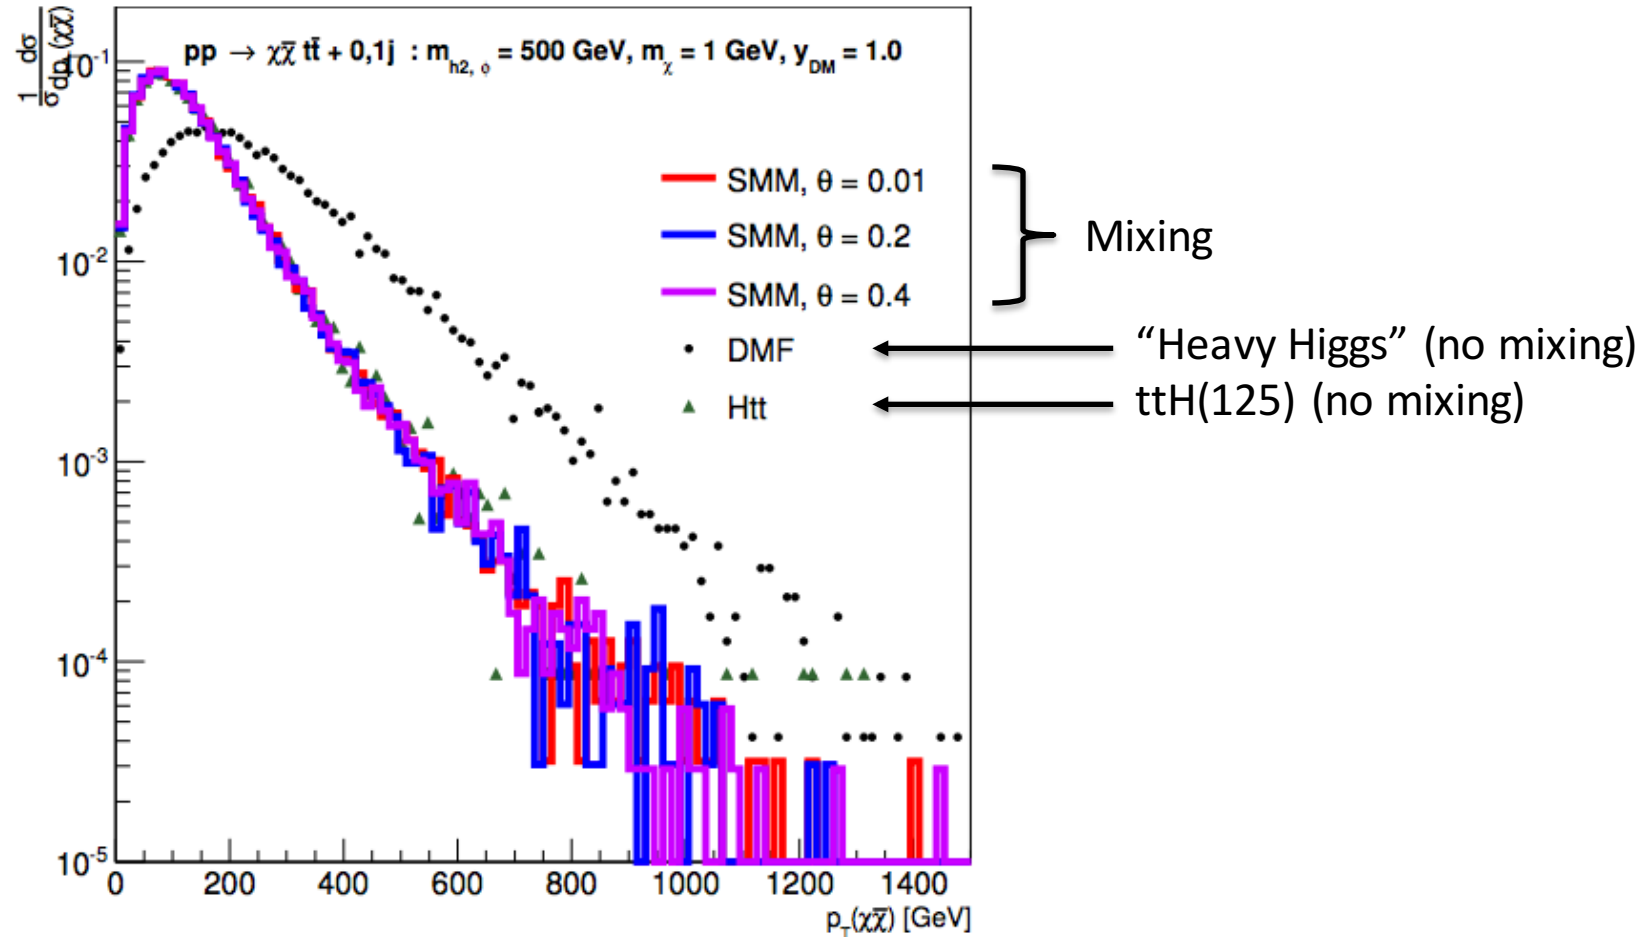 1/σ dσ/dp_T(χχ̄)
pp → χχ̄ tt̄ + 0,1j : m_h2, ϕ = 500 GeV, m_χ = 1 GeV, y_DM = 1.0
SMM, θ = 0.01
SMM, θ = 0.2
SMM, θ = 0.4
DMF
Htt
Mixing
“Heavy Higgs” (no mixing)
ttH(125) (no mixing)
10⁻¹
10⁻²
10⁻³
10⁻⁴
10⁻⁵
0 200 400 600 800 1000 1200 1400
p_T(χχ̄) [GeV]